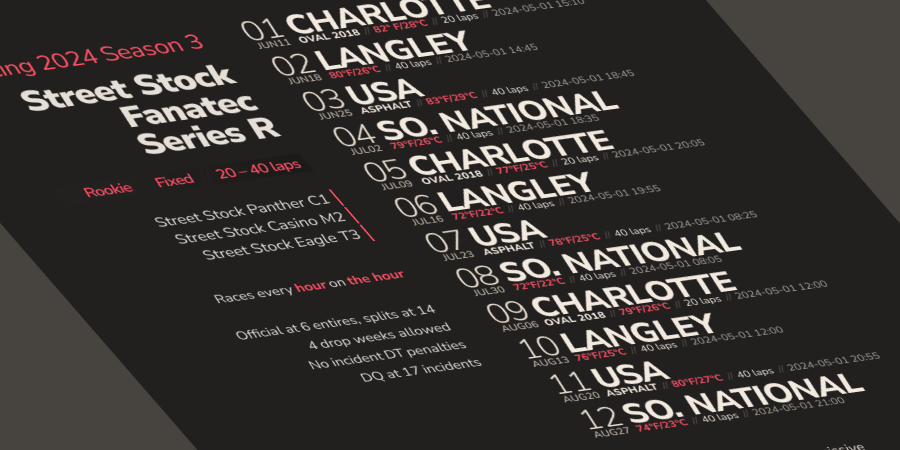 ing 2024 Season 3
Street Stock
Fanatec
Series R
Rookie Fixed 20 – 40 laps
Street Stock Panther C1
Street Stock Casino M2
Street Stock Eagle T3
Races every hour on the hour
Official at 6 entires, splits at 14
4 drop weeks allowed
No incident DT penalties
DQ at 17 incidents
01 CHARLOTTE
JUN11 OVAL 2018 // 82°F/28°C // 20 laps // 2024-05-01 15:10
02 LANGLEY
JUN18 80°F/26°C // 40 laps // 2024-05-01 14:45
03 USA
JUN25 ASPHALT // 83°F/29°C // 40 laps // 2024-05-01 18:45
04 SO. NATIONAL
JUL02 79°F/26°C // 40 laps // 2024-05-01 18:35
05 CHARLOTTE
JUL09 OVAL 2018 // 77°F/25°C // 20 laps // 2024-05-01 20:05
06 LANGLEY
JUL16 72°F/22°C // 40 laps // 2024-05-01 19:55
07 USA
JUL23 ASPHALT // 78°F/25°C // 40 laps // 2024-05-01 08:25
08 SO. NATIONAL
JUL30 72°F/22°C // 40 laps // 2024-05-01 08:05
09 CHARLOTTE
AUG06 OVAL 2018 // 79°F/26°C // 20 laps // 2024-05-01 12:00
10 LANGLEY
AUG13 76°F/25°C // 40 laps // 2024-05-01 12:00
11 USA
AUG20 ASPHALT // 80°F/27°C // 40 laps // 2024-05-01 20:55
12 SO. NATIONAL
AUG27 74°F/23°C // 40 laps // 2024-05-01 21:00